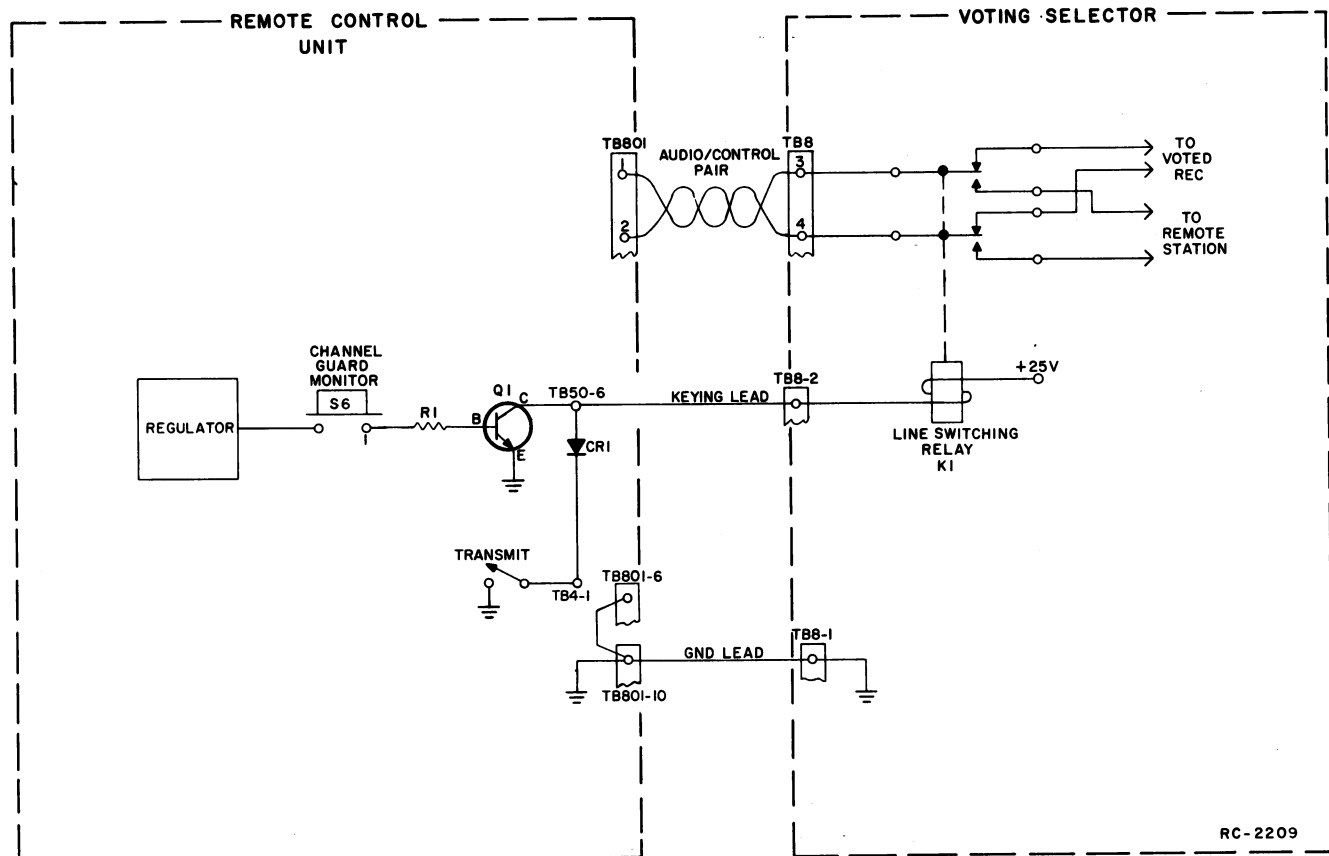 REMOTE CONTROL
UNIT
VOTING SELECTOR
TB801
1
2
AUDIO/CONTROL
PAIR
TB8
3
4
TO
VOTED
REC
TO
REMOTE
STATION
REGULATOR
CHANNEL
GUARD
MONITOR
S6
1
R1
Q1
B
C
E
TB50-6
CR1
KEYING LEAD
TB8-2
+25V
LINE SWITCHING
RELAY
K1
TRANSMIT
TB4-1
TB801-6
TB801-10
GND LEAD
TB8-1
RC-2209